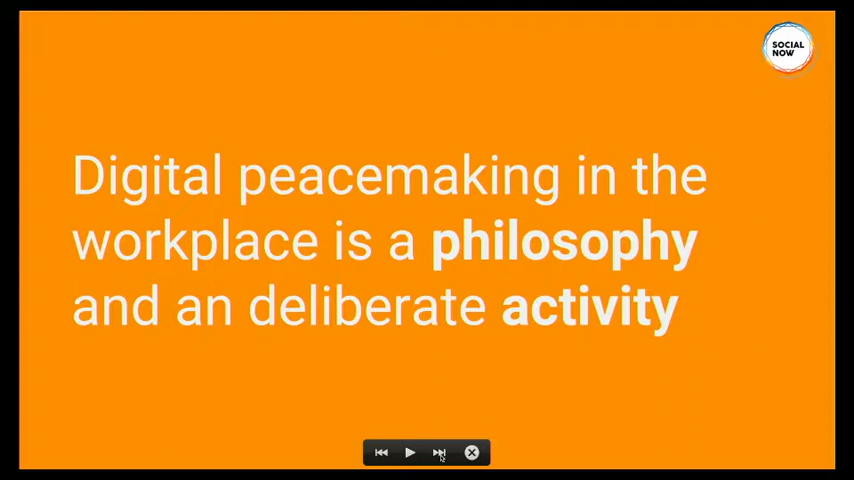 SOCIAL
NOW
Digital peacemaking in the
workplace is a philosophy
and an deliberate activity